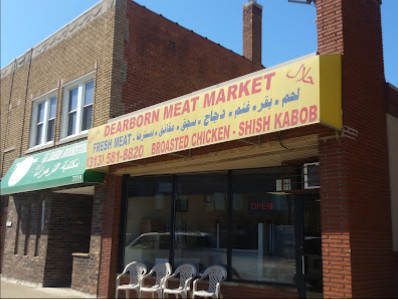 DEARBORN MEAT MARKET
حلال
لحم - بقر - غنم - دجاج - سجق - مقانق - بسترما
FRESH MEAT
(313) 581-8820 BROASTED CHICKEN - SHISH KABOB
OPEN